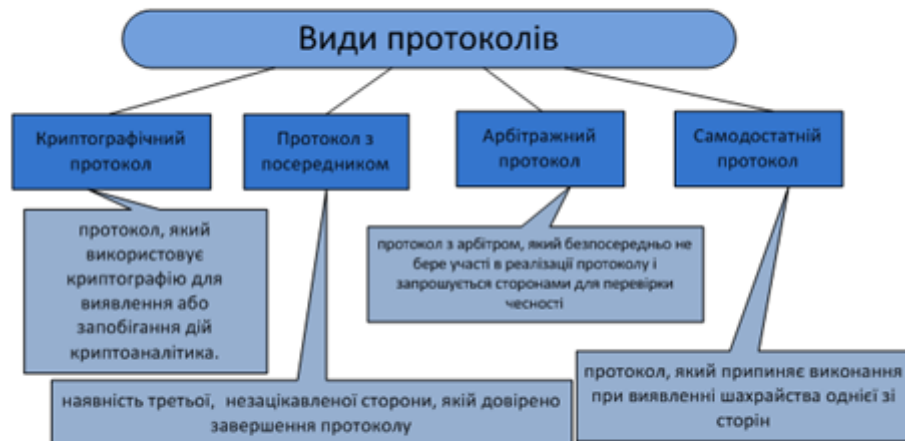 Види протоколів
Криптографічний
протокол
Протокол з
посередником
Арбітражний
протокол
Самодостатній
протокол
протокол, який
використовує
криптографію для
виявлення або
запобігання дій
криптоаналітика.
наявність третьої, незацікавленої сторони, якій довірено
завершення протоколу
протокол з арбітром, який безпосередньо не
бере участі в реалізації протоколу і
запрошується сторонами для перевірки
чесності
протокол, який припиняє виконання
при виявленні шахрайства однієї зі
сторін